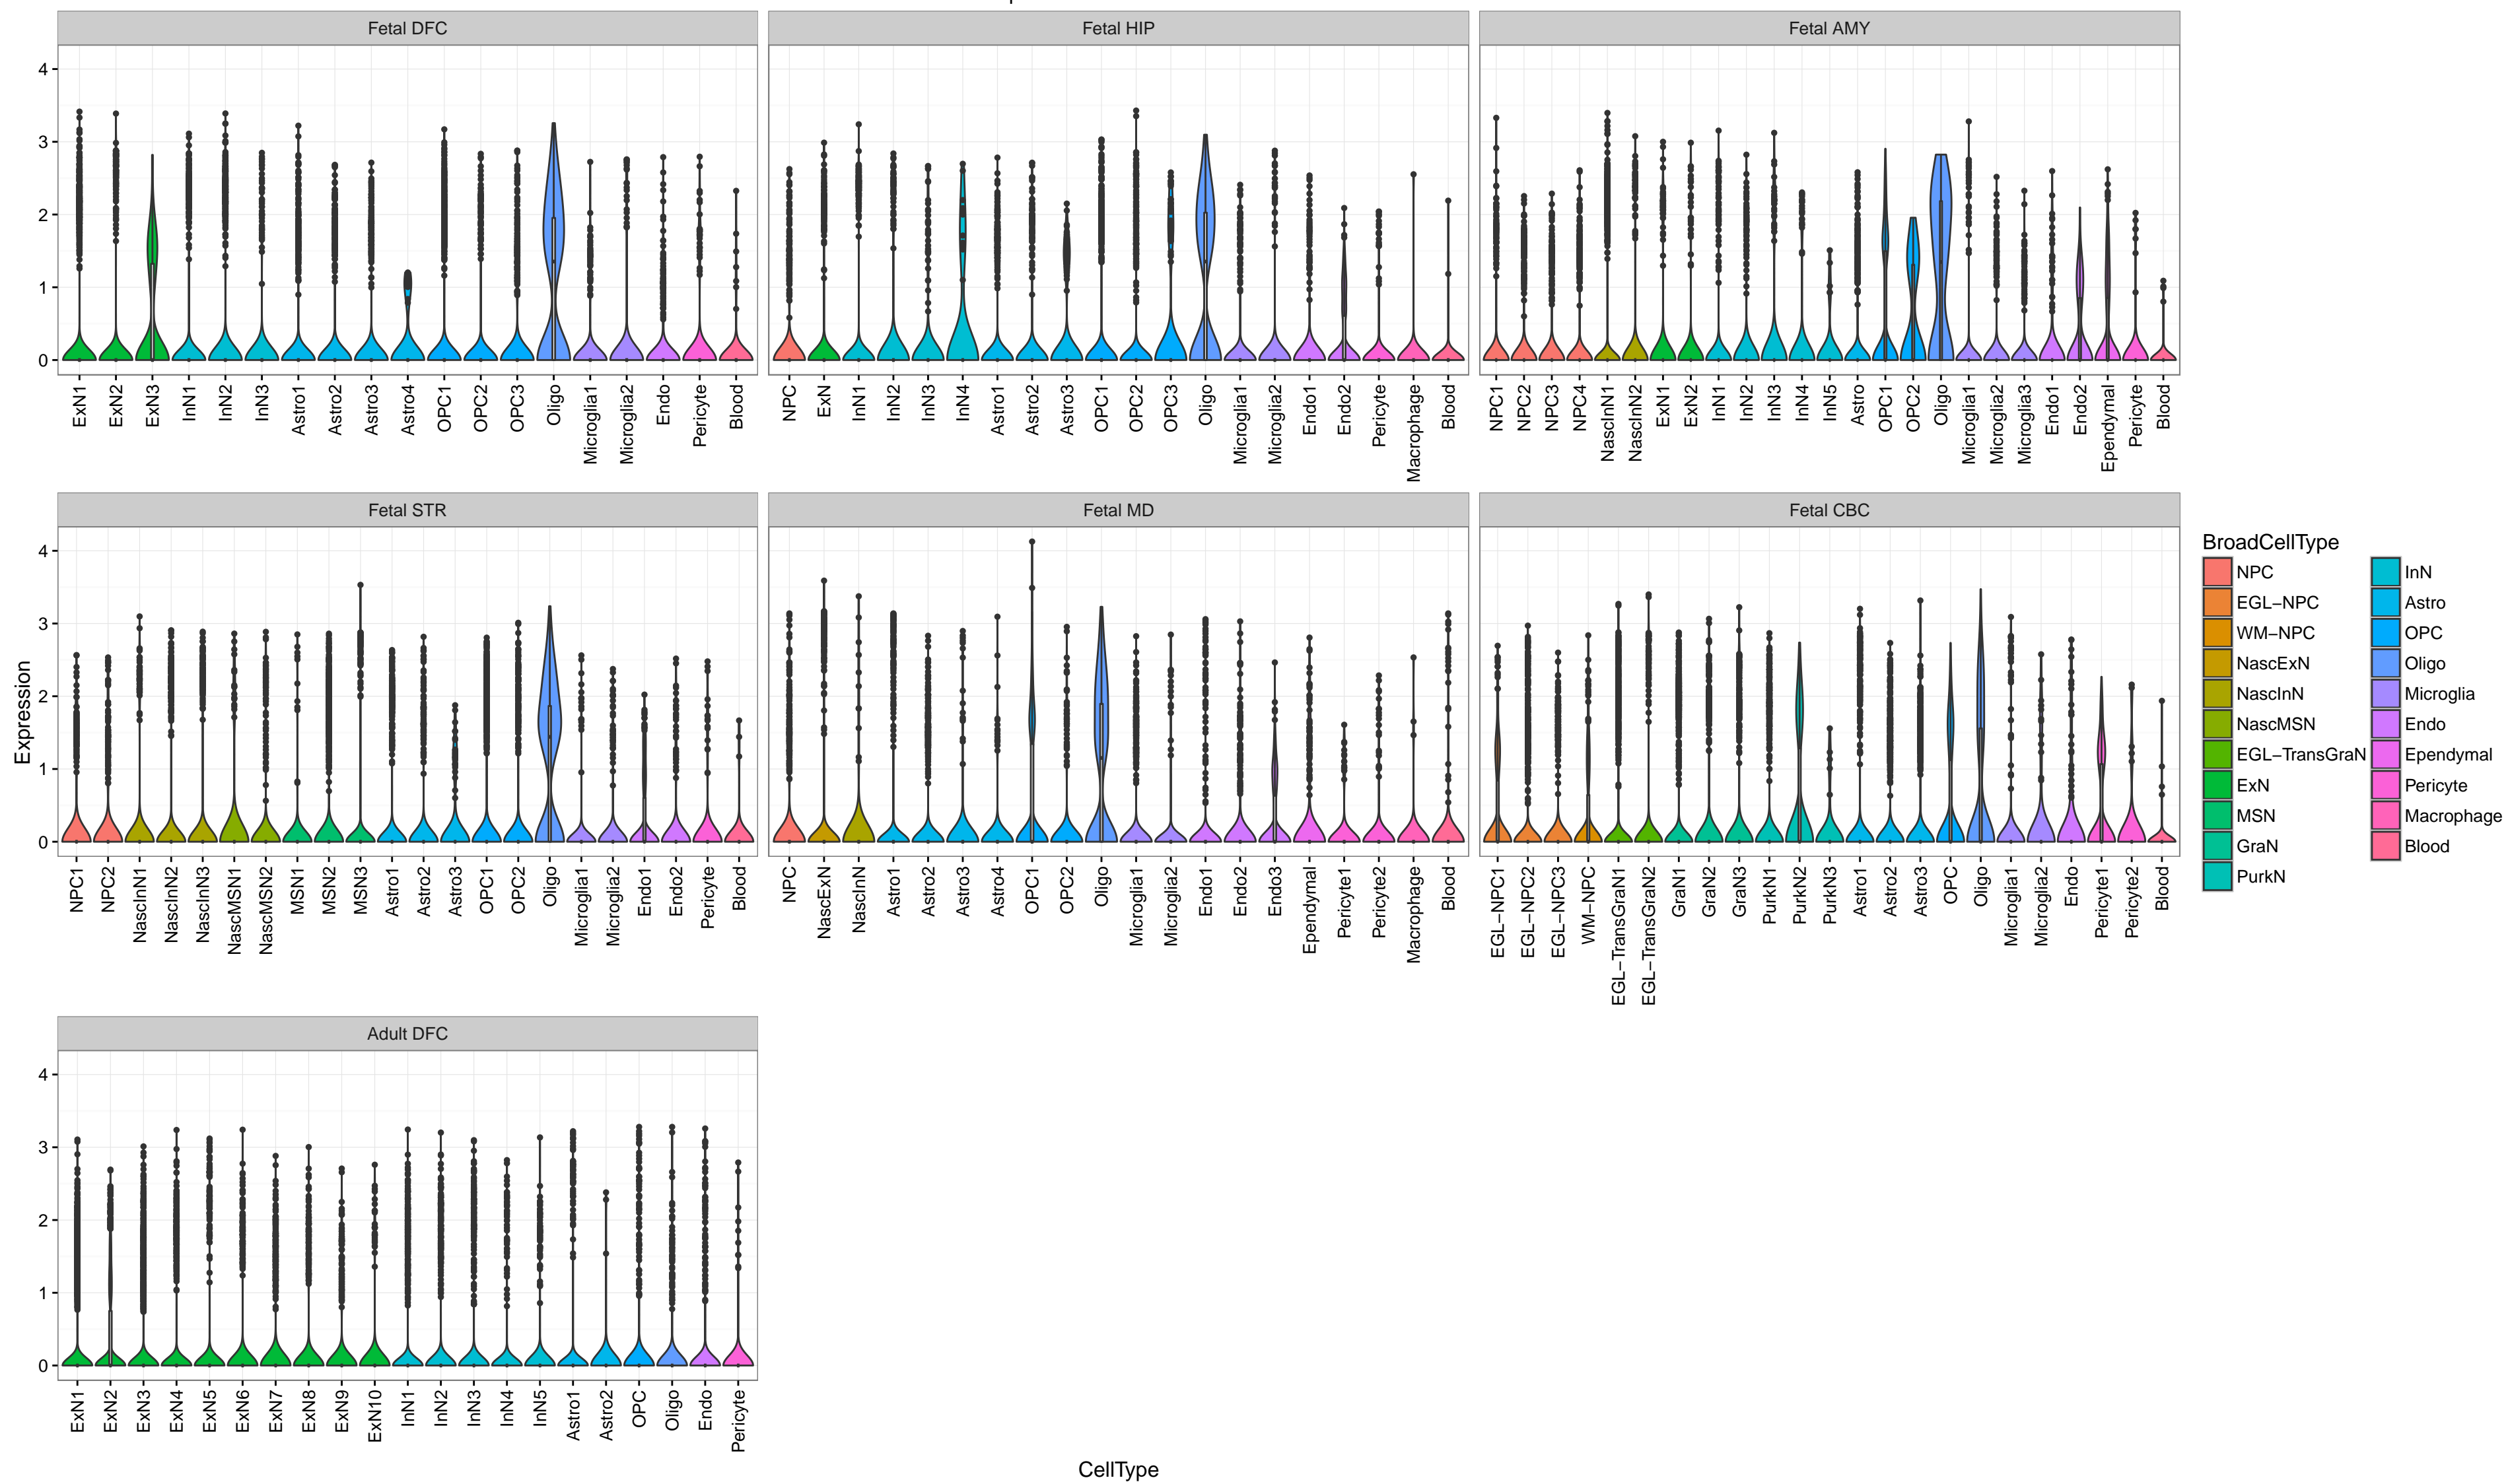 Fetal DFC
Fetal HIP
Fetal AMY
4
3
2
1
0
ExN1 ExN2 ExN3 InN1 InN2 InN3 Astro1 Astro2 Astro3 Astro4 OPC1 OPC2 OPC3 Oligo Microglia1 Microglia2 Endo Pericyte Blood
NPC ExN InN1 InN2 InN3 InN4 Astro1 Astro2 Astro3 OPC1 OPC2 OPC3 Oligo Microglia1 Microglia2 Endo1 Endo2 Pericyte Macrophage Blood
NPC1 NPC2 NPC3 NPC4 NascInN1 NascInN2 ExN1 ExN2 InN1 InN2 InN3 InN4 InN5 Astro OPC1 OPC2 Oligo Microglia1 Microglia2 Microglia3 Endo1 Endo2 Ependymal Pericyte Blood
Fetal STR
Fetal MD
Fetal CBC
Expression
4
3
2
1
0
NPC1 NPC2 NascInN1 NascInN2 NascInN3 NascMSN1 NascMSN2 MSN1 MSN2 MSN3 Astro1 Astro2 Astro3 OPC1 OPC2 Oligo Microglia1 Microglia2 Endo1 Endo2 Pericyte Blood
NPC NascExN NascInN Astro1 Astro2 Astro3 Astro4 OPC1 OPC2 Oligo Microglia1 Microglia2 Endo1 Endo2 Endo3 Ependymal Pericyte1 Pericyte2 Macrophage Blood
EGL−NPC1 EGL−NPC2 EGL−NPC3 WM−NPC EGL−TransGraN1 EGL−TransGraN2 GraN1 GraN2 GraN3 PurkN1 PurkN2 PurkN3 Astro1 Astro2 Astro3 OPC Oligo Microglia1 Microglia2 Endo Pericyte1 Pericyte2 Blood
BroadCellType
NPC
EGL−NPC
WM−NPC
NascExN
NascInN
NascMSN
EGL−TransGraN
ExN
MSN
GraN
PurkN
InN
Astro
OPC
Oligo
Microglia
Endo
Ependymal
Pericyte
Macrophage
Blood
Adult DFC
4
3
2
1
0
ExN1 ExN2 ExN3 ExN4 ExN5 ExN6 ExN7 ExN8 ExN9 ExN10 InN1 InN2 InN3 InN4 InN5 Astro1 Astro2 OPC Oligo Endo Pericyte
CellType